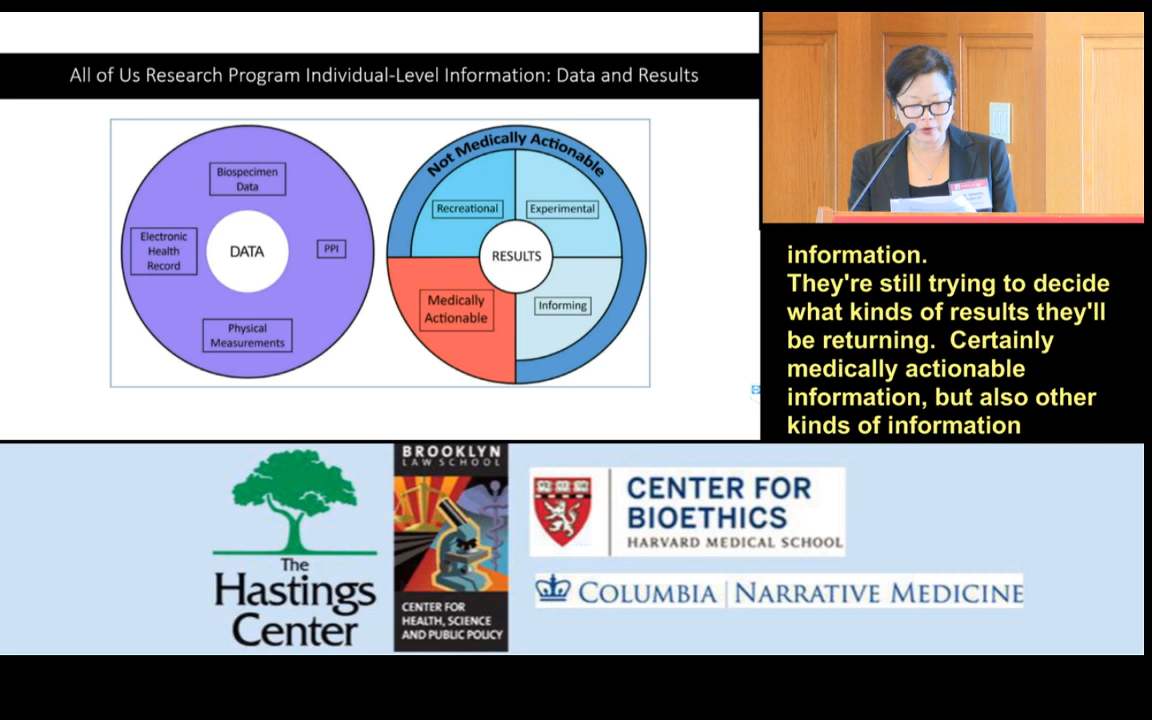 All of Us Research Program Individual-Level Information: Data and Results
Biospecimen
Data
Electronic
Health
Record
DATA
PPI
Physical
Measurements
Not Medically Actionable
Recreational
Experimental
RESULTS
Medically
Actionable
Informing
information.
They're still trying to decide
what kinds of results they'll
be returning.  Certainly
medically actionable
information, but also other
kinds of information
The
Hastings
Center
BROOKLYN
LAW SCHOOL
CENTER FOR
HEALTH, SCIENCE
AND PUBLIC POLICY
CENTER FOR
BIOETHICS
HARVARD MEDICAL SCHOOL
COLUMBIA | NARRATIVE MEDICINE